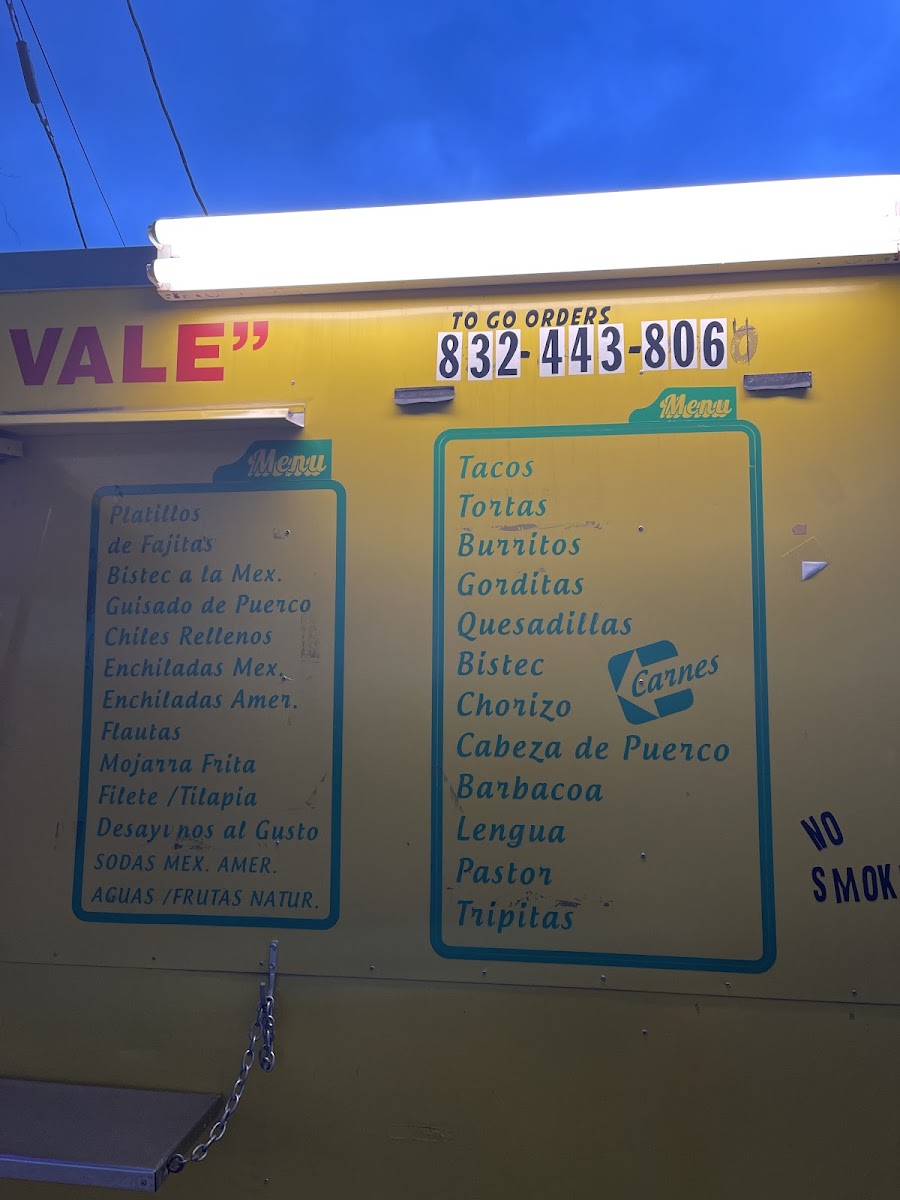 VALE”
TO GO ORDERS
832-443-806
Menu
Platillos
de Fajitas
Bistec a la Mex.
Guisado de Puerco
Chiles Rellenos
Enchiladas Mex.
Enchiladas Amer.
Flautas
Mojarra Frita
Filete /Tilapia
Desayunos al Gusto
SODAS MEX. AMER.
AGUAS /FRUTAS NATUR.
Menu
Tacos
Tortas
Burritos
Gorditas
Quesadillas
Bistec
Chorizo
Carnes
Cabeza de Puerco
Barbacoa
Lengua
Pastor
Tripitas
NO
SMOK